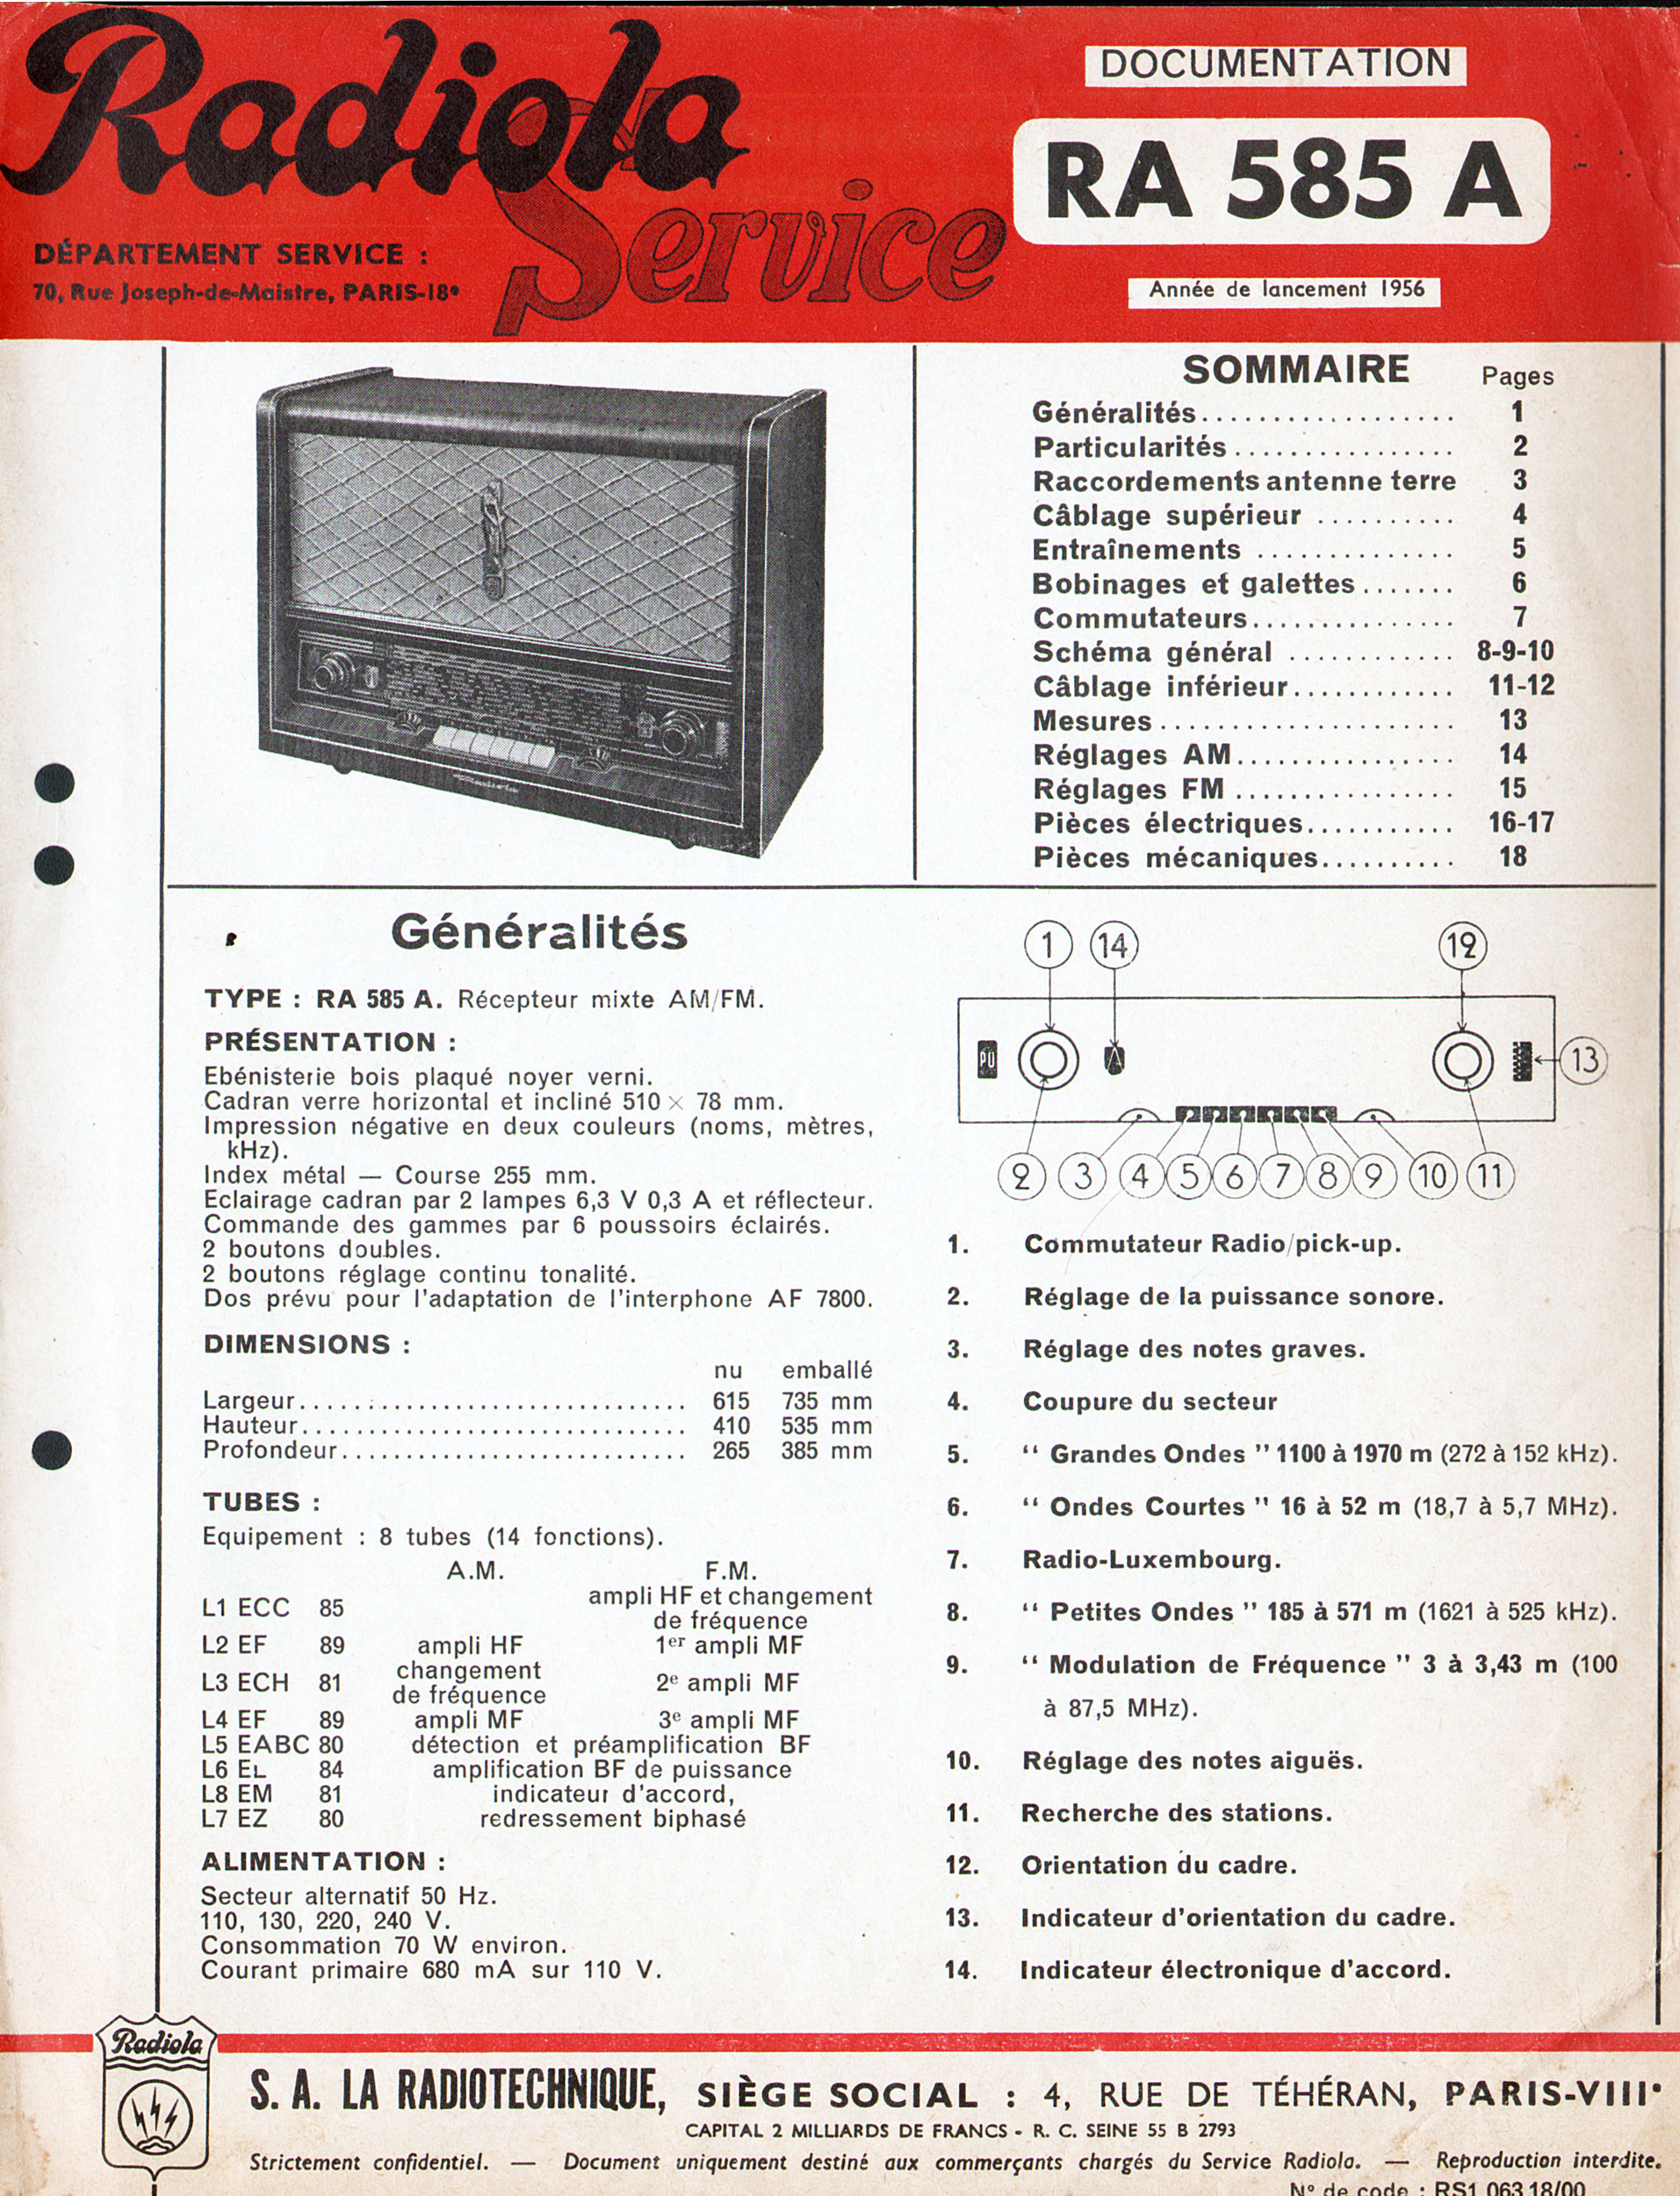 Radiola
Service
DÉPARTEMENT SERVICE :
70, Rue Joseph-de-Maistre, PARIS-18e
DOCUMENTATION
RA 585 A
Année de lancement 1956
SOMMAIRE Pages
Généralités.................. 1
Particularités................ 2
Raccordements antenne terre 3
Câblage supérieur .......... 4
Entraînements .............. 5
Bobinages et galettes....... 6
Commutateurs............... 7
Schéma général ............ 8-9-10
Câblage inférieur............ 11-12
Mesures..................... 13
Réglages AM................ 14
Réglages FM ................ 15
Pièces électriques........... 16-17
Pièces mécaniques.......... 18
Généralités
TYPE : RA 585 A. Récepteur mixte AM/FM.
PRÉSENTATION :
Ebénisterie bois plaqué noyer verni.
Cadran verre horizontal et incliné 510 × 78 mm.
Impression négative en deux couleurs (noms, mètres,
kHz).
Index métal — Course 255 mm.
Eclairage cadran par 2 lampes 6,3 V 0,3 A et réflecteur.
Commande des gammes par 6 poussoirs éclairés.
2 boutons doubles.
2 boutons réglage continu tonalité.
Dos prévu pour l'adaptation de l'interphone AF 7800.
DIMENSIONS :
nu emballé
Largeur.............................. 615 735 mm
Hauteur.............................. 410 535 mm
Profondeur........................... 265 385 mm
TUBES :
Equipement : 8 tubes (14 fonctions).
A.M. F.M.
L1 ECC 85 ampli HF et changement
de fréquence
L2 EF 89 ampli HF 1er ampli MF
L3 ECH 81 changement
de fréquence 2e ampli MF
L4 EF 89 ampli MF 3e ampli MF
L5 EABC 80 détection et préamplification BF
L6 EL 84 amplification BF de puissance
L8 EM 81 indicateur d'accord,
L7 EZ 80 redressement biphasé
ALIMENTATION :
Secteur alternatif 50 Hz.
110, 130, 220, 240 V.
Consommation 70 W environ.
Courant primaire 680 mA sur 110 V.
1 14 12
PU
13
2 3 4 5 6 7 8 9 10 11
1. Commutateur Radio/pick-up.
2. Réglage de la puissance sonore.
3. Réglage des notes graves.
4. Coupure du secteur
5. “ Grandes Ondes ” 1100 à 1970 m (272 à 152 kHz).
6. “ Ondes Courtes ” 16 à 52 m (18,7 à 5,7 MHz).
7. Radio-Luxembourg.
8. “ Petites Ondes ” 185 à 571 m (1621 à 525 kHz).
9. “ Modulation de Fréquence ” 3 à 3,43 m (100
à 87,5 MHz).
10. Réglage des notes aiguës.
11. Recherche des stations.
12. Orientation du cadre.
13. Indicateur d'orientation du cadre.
14. Indicateur électronique d'accord.
Radiola
S. A. LA RADIOTECHNIQUE, SIÈGE SOCIAL : 4, RUE DE TÉHÉRAN, PARIS-VIIIe
CAPITAL 2 MILLIARDS DE FRANCS - R. C. SEINE 55 B 2793
Strictement confidentiel. — Document uniquement destiné aux commerçants chargés du Service Radiola. — Reproduction interdite.
N° de code : RS1 063 18/00